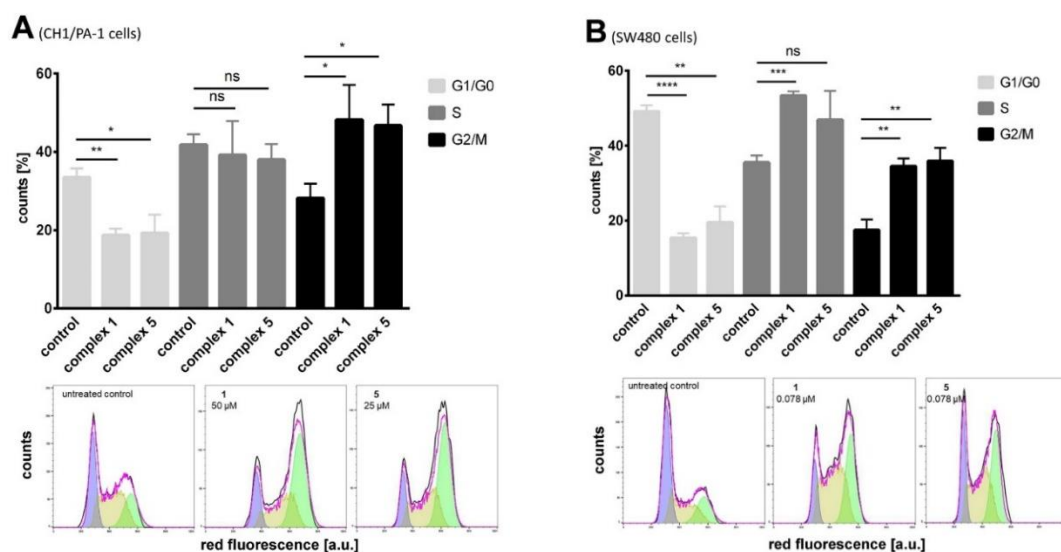 A (CH1/PA-1 cells)
counts [%]
60
40
20
0
** * ns ns * *
control
complex 1
complex 5
control
complex 1
complex 5
control
complex 1
complex 5
G1/G0
S
G2/M
untreated control
1
50 µM
5
25 µM
counts
red fluorescence [a.u.]
B (SW480 cells)
counts [%]
60
40
20
0
**** ** *** ns ** **
control
complex 1
complex 5
control
complex 1
complex 5
control
complex 1
complex 5
G1/G0
S
G2/M
untreated control
1
0.078 µM
5
0.078 µM
counts
red fluorescence [a.u.]